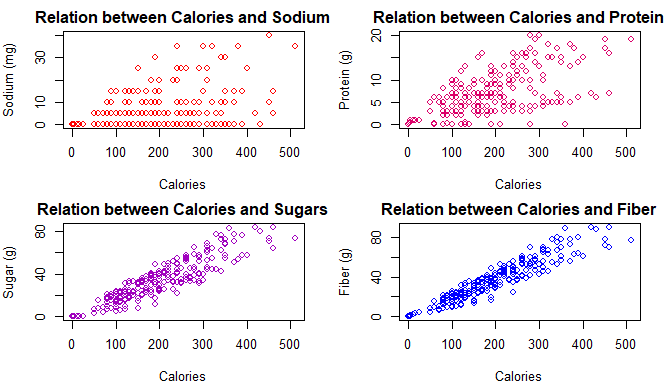 Relation between Calories and Sodium
Sodium (mg)
0 10 30
0 100 200 300 400 500
Calories
Relation between Calories and Protein
Protein (g)
0 5 10 20
0 100 200 300 400 500
Calories
Relation between Calories and Sugars
Sugar (g)
0 40 80
0 100 200 300 400 500
Calories
Relation between Calories and Fiber
Fiber (g)
0 40 80
0 100 200 300 400 500
Calories